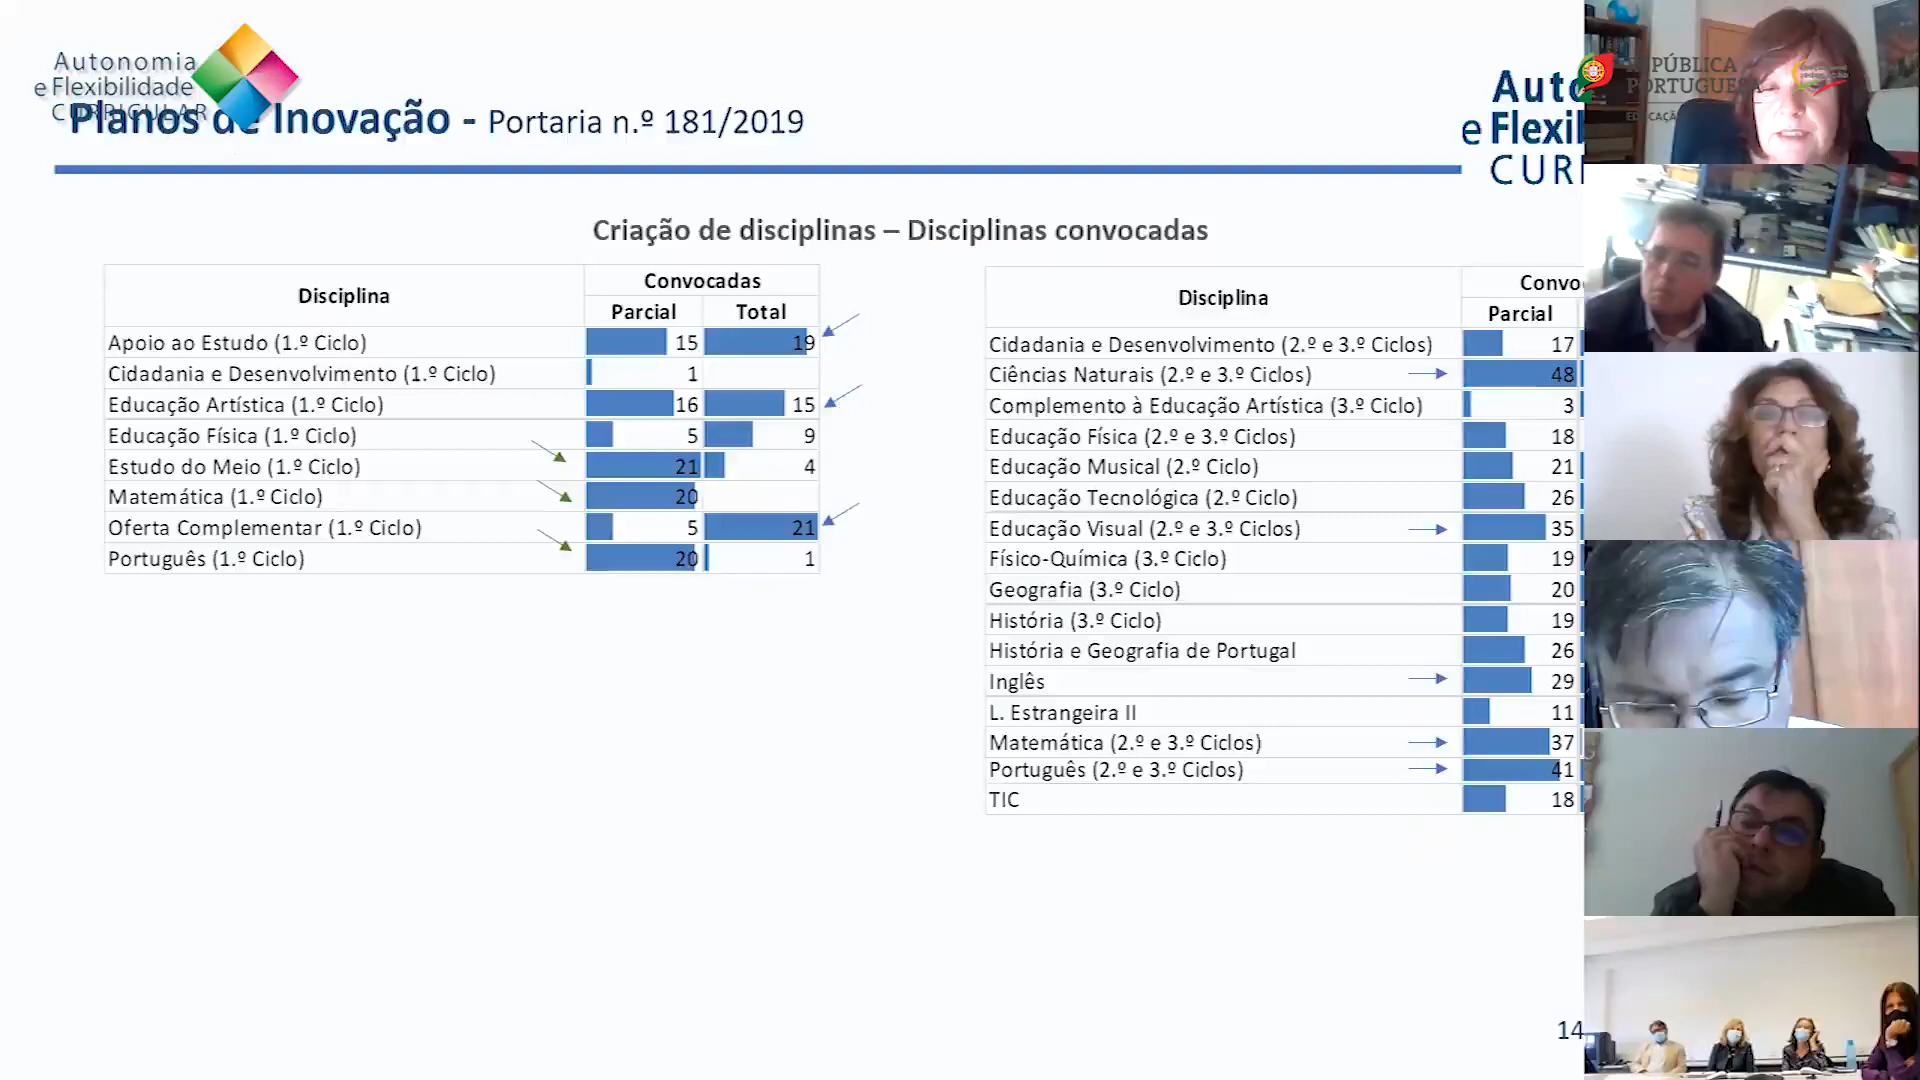 Autonomia
e Flexibilidade
CURRICULAR
Planos de Inovação - Portaria n.º 181/2019
Auto
e Flexil
CURI
REPÚBLICA
PORTUGUESA
Criação de disciplinas – Disciplinas convocadas
Disciplina Convocadas
Parcial Total
Apoio ao Estudo (1.º Ciclo) 15 19
Cidadania e Desenvolvimento (1.º Ciclo) 1
Educação Artística (1.º Ciclo) 16 15
Educação Física (1.º Ciclo) 5 9
Estudo do Meio (1.º Ciclo) 21 4
Matemática (1.º Ciclo) 20
Oferta Complementar (1.º Ciclo) 5 21
Português (1.º Ciclo) 20 1
Disciplina Convo
Parcial
Cidadania e Desenvolvimento (2.º e 3.º Ciclos) 17
Ciências Naturais (2.º e 3.º Ciclos) 48
Complemento à Educação Artística (3.º Ciclo) 3
Educação Física (2.º e 3.º Ciclos) 18
Educação Musical (2.º Ciclo) 21
Educação Tecnológica (2.º Ciclo) 26
Educação Visual (2.º e 3.º Ciclos) 35
Físico-Química (3.º Ciclo) 19
Geografia (3.º Ciclo) 20
História (3.º Ciclo) 19
História e Geografia de Portugal 26
Inglês 29
L. Estrangeira II 11
Matemática (2.º e 3.º Ciclos) 37
Português (2.º e 3.º Ciclos) 41
TIC 18
14